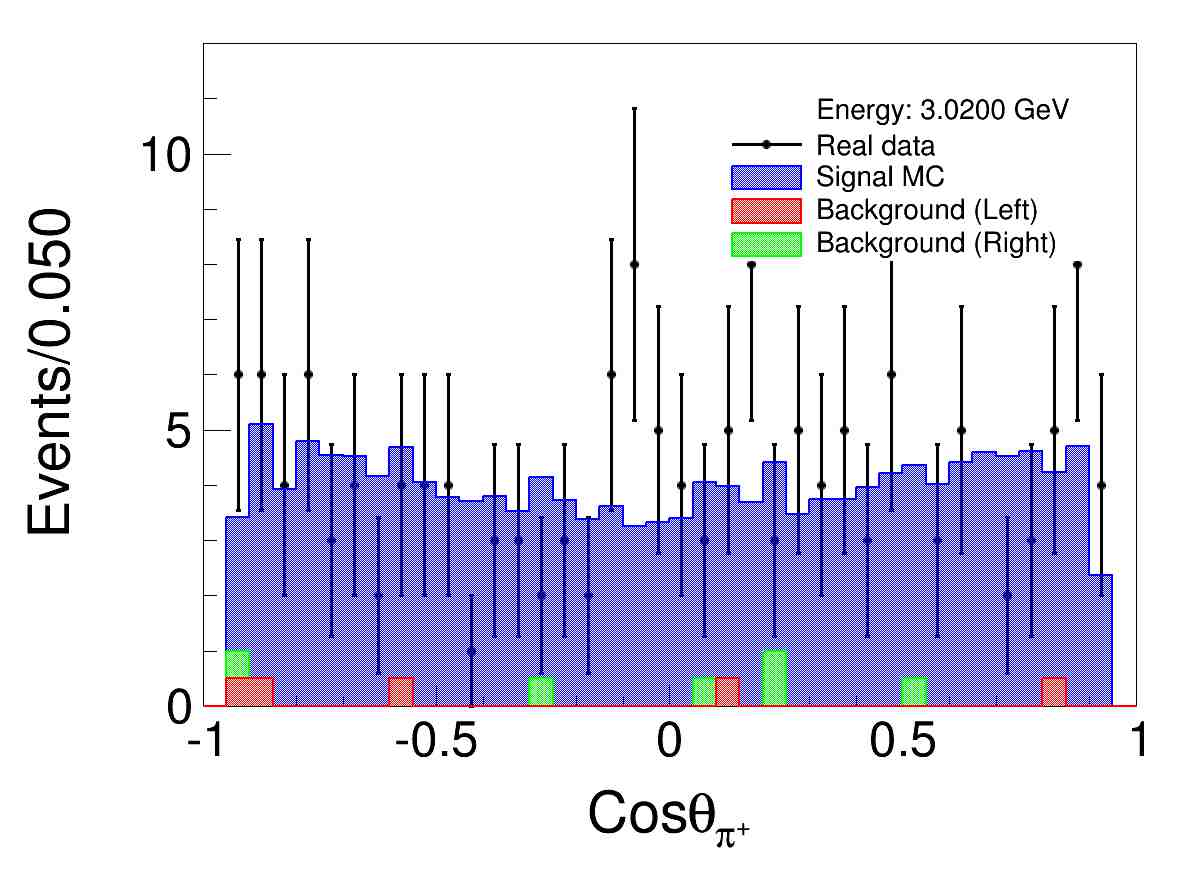 Energy: 3.0200 GeV
Real data
Signal MC
Background (Left)
Background (Right)
Events/0.050
10
5
0
-1
-0.5
0
0.5
1
Cosθπ+